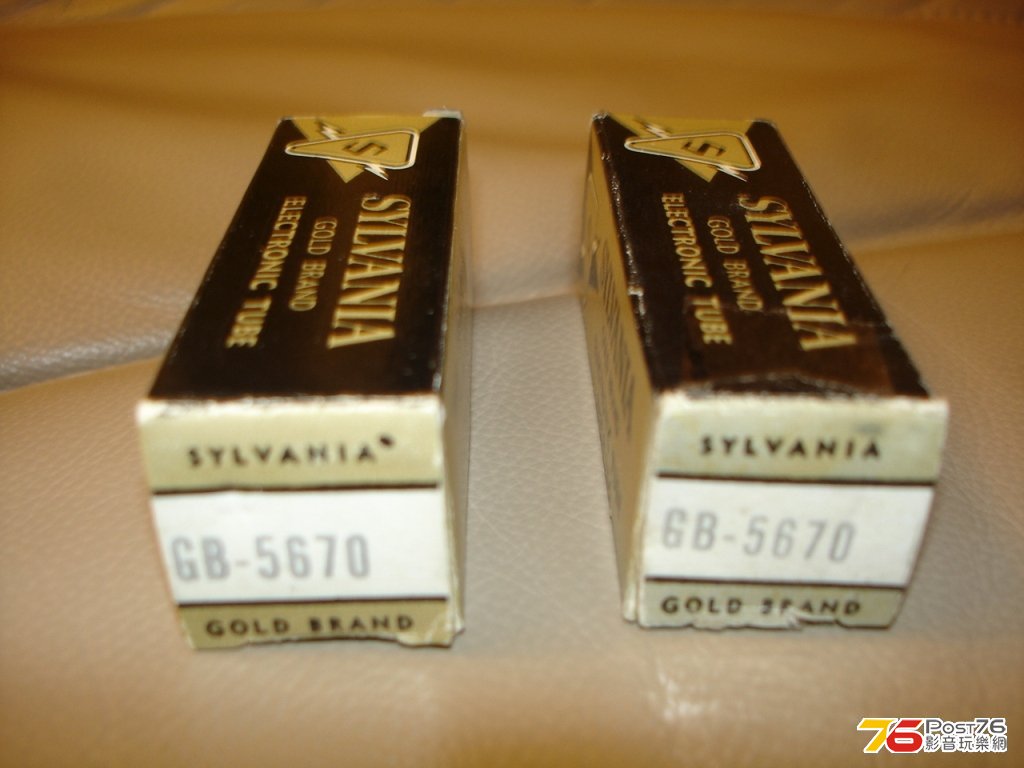 S
SYLVANIA
GOLD BRAND
ELECTRONIC TUBE
SYLVANIA
GB-5670
GOLD BRAND
S
SYLVANIA
GOLD BRAND
ELECTRONIC TUBE
SYLVANIA
GB-5670
GOLD BRAND
76 Post76
影音玩樂網